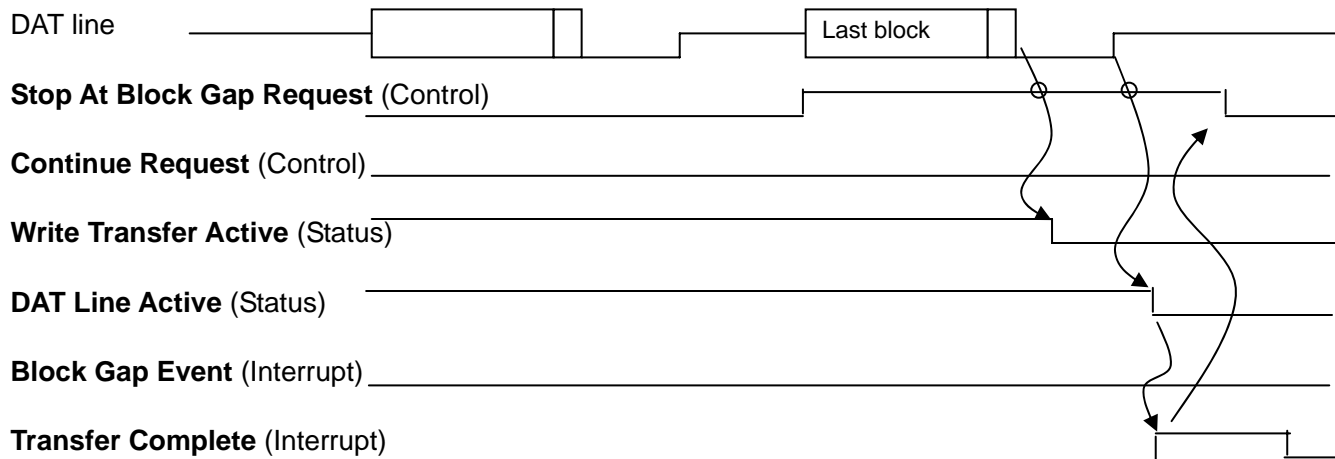 DAT line
Last block
Stop At Block Gap Request (Control)
Continue Request (Control)
Write Transfer Active (Status)
DAT Line Active (Status)
Block Gap Event (Interrupt)
Transfer Complete (Interrupt)